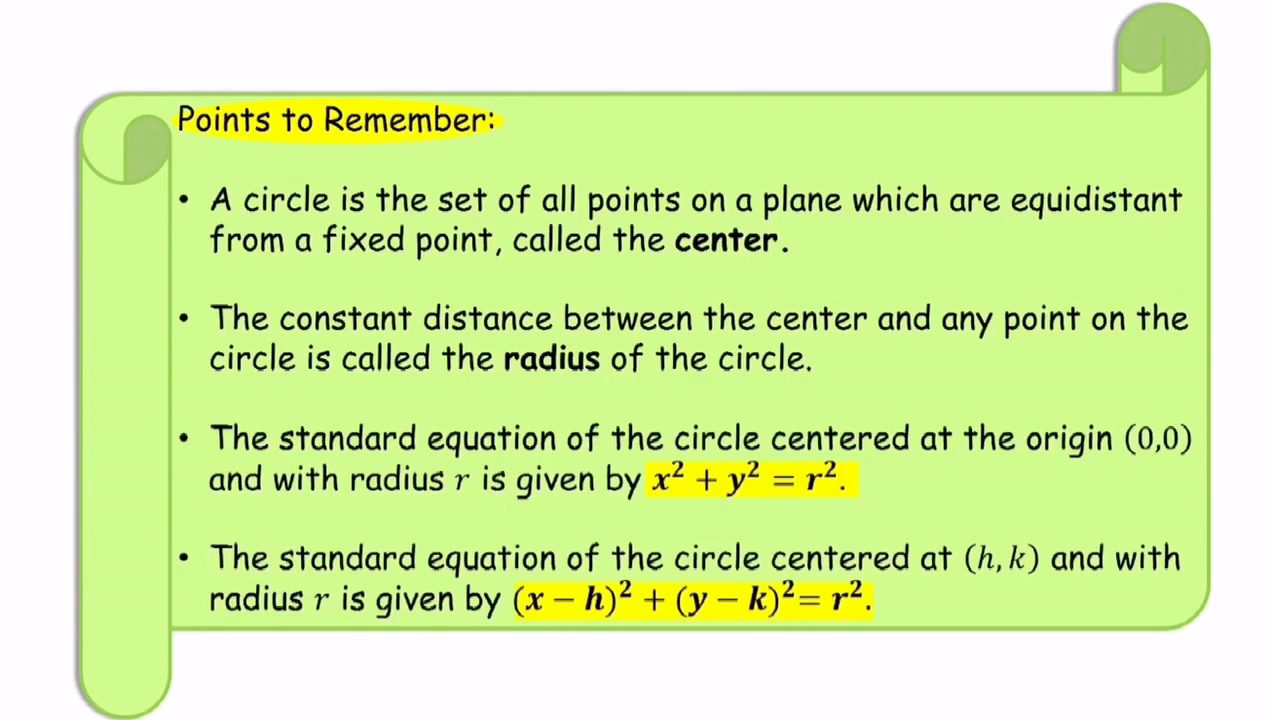 Points to Remember:
• A circle is the set of all points on a plane which are equidistant
from a fixed point, called the center.
• The constant distance between the center and any point on the
circle is called the radius of the circle.
• The standard equation of the circle centered at the origin (0,0)
and with radius r is given by x² + y² = r².
• The standard equation of the circle centered at (h, k) and with
radius r is given by (x − h)² + (y − k)²= r².